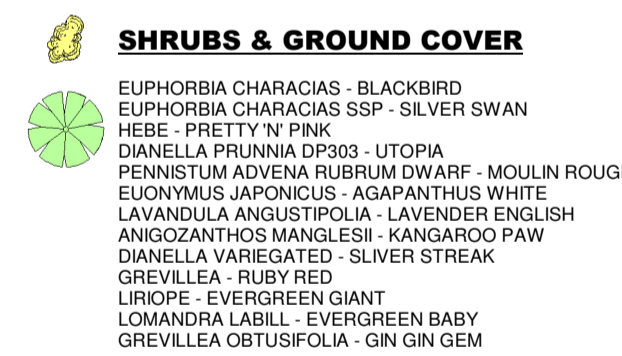 SHRUBS & GROUND COVER
EUPHORBIA CHARACIAS - BLACKBIRD
EUPHORBIA CHARACIAS SSP - SILVER SWAN
HEBE - PRETTY 'N' PINK
DIANELLA PRUNNIA DP303 - UTOPIA
PENNISTUM ADVENA RUBRUM DWARF - MOULIN ROUG
EUONYMUS JAPONICUS - AGAPANTHUS WHITE
LAVANDULA ANGUSTIPOLIA - LAVENDER ENGLISH
ANIGOZANTHOS MANGLESII - KANGAROO PAW
DIANELLA VARIEGATED - SLIVER STREAK
GREVILLEA - RUBY RED
LIRIOPE - EVERGREEN GIANT
LOMANDRA LABILL - EVERGREEN BABY
GREVILLEA OBTUSIFOLIA - GIN GIN GEM